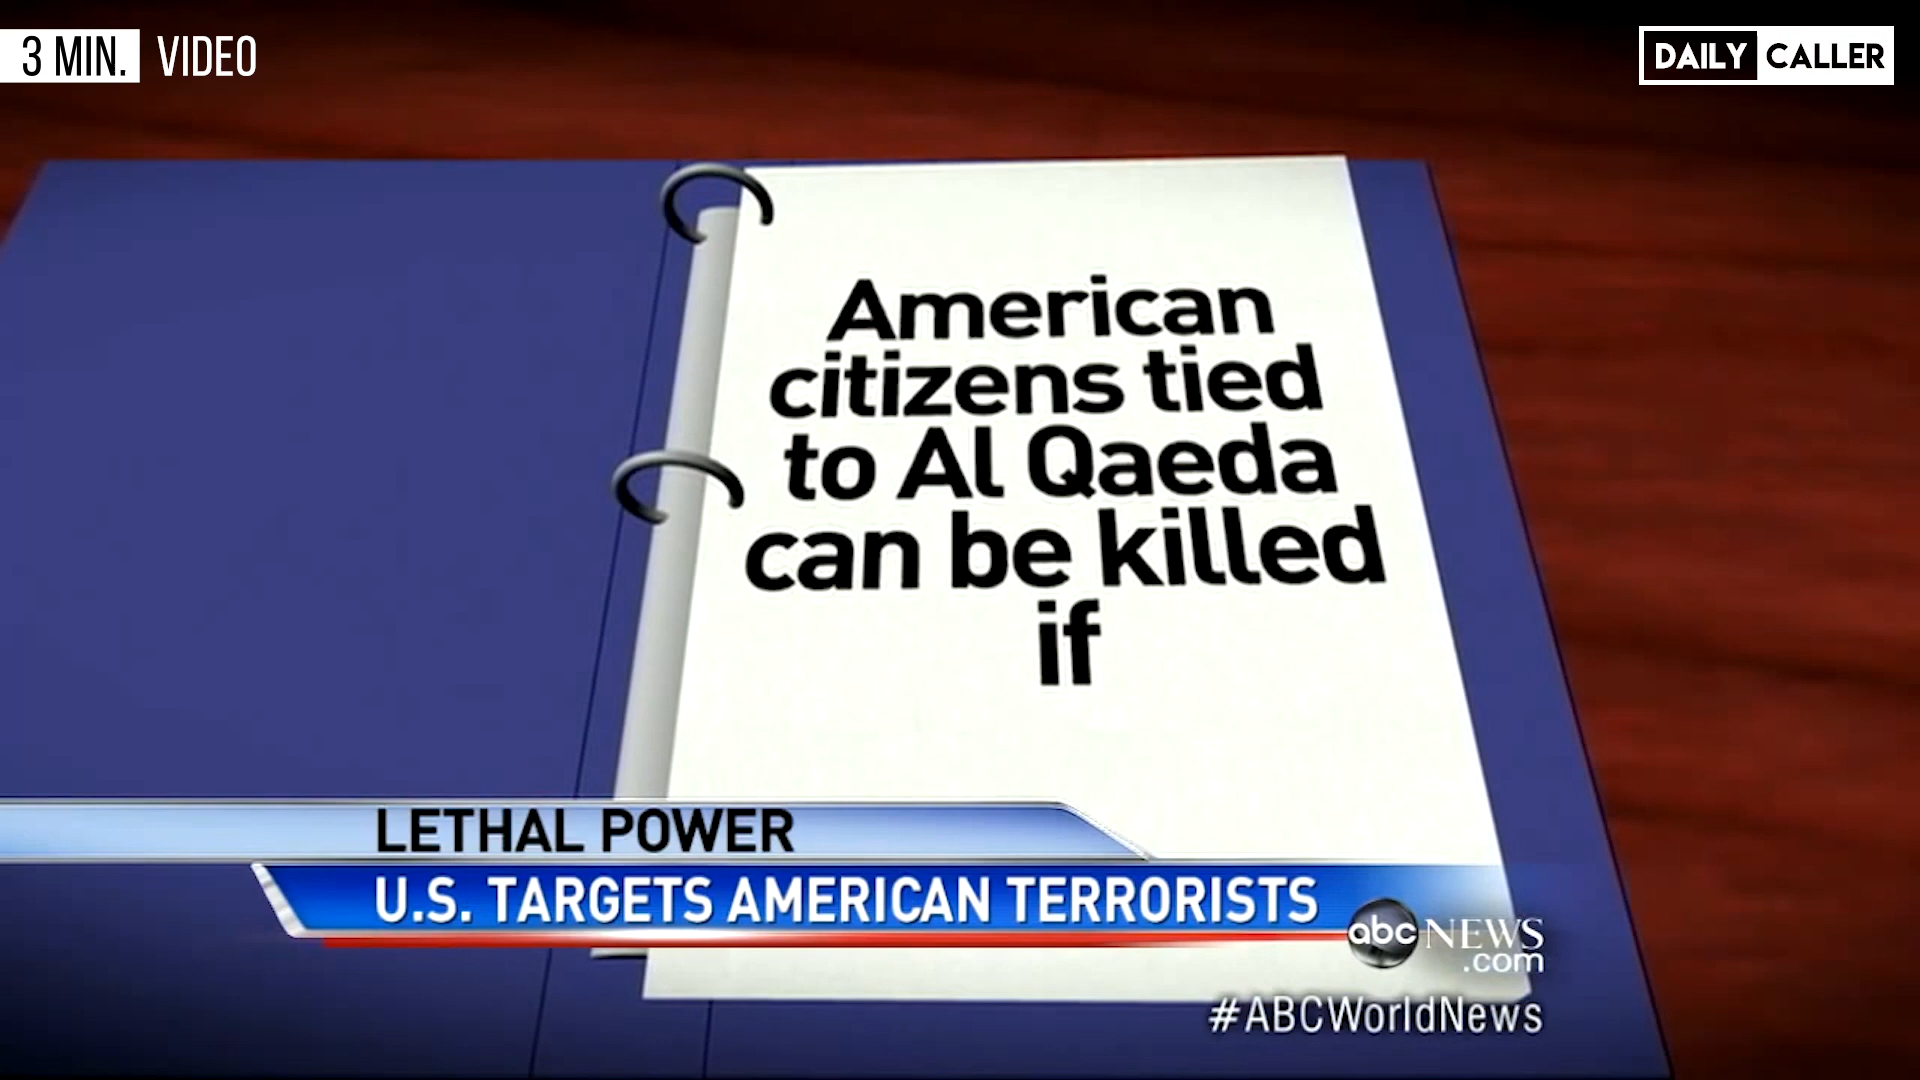 3 MIN. VIDEO
DAILY CALLER
American
citizens tied
to Al Qaeda
can be killed
if
LETHAL POWER
U.S. TARGETS AMERICAN TERRORISTS
abc NEWS
.com
#ABCWorldNews